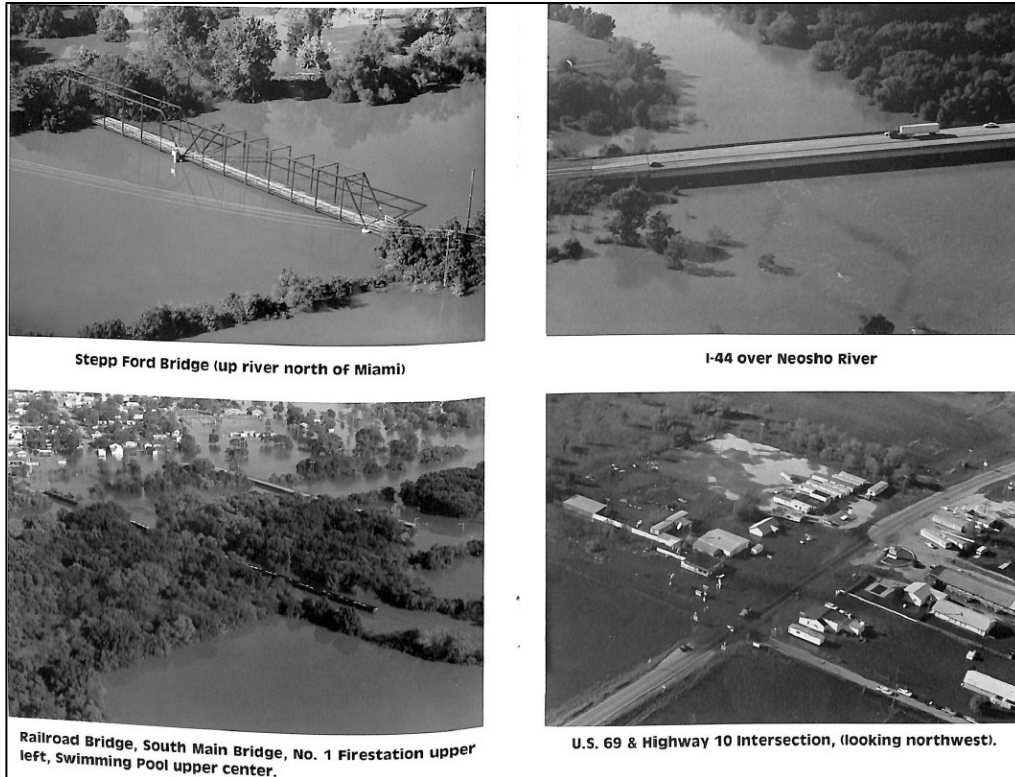 Stepp Ford Bridge (up river north of Miami)
I-44 over Neosho River
Railroad Bridge, South Main Bridge, No. 1 Firestation upper
left, Swimming Pool upper center.
U.S. 69 & Highway 10 Intersection, (looking northwest).